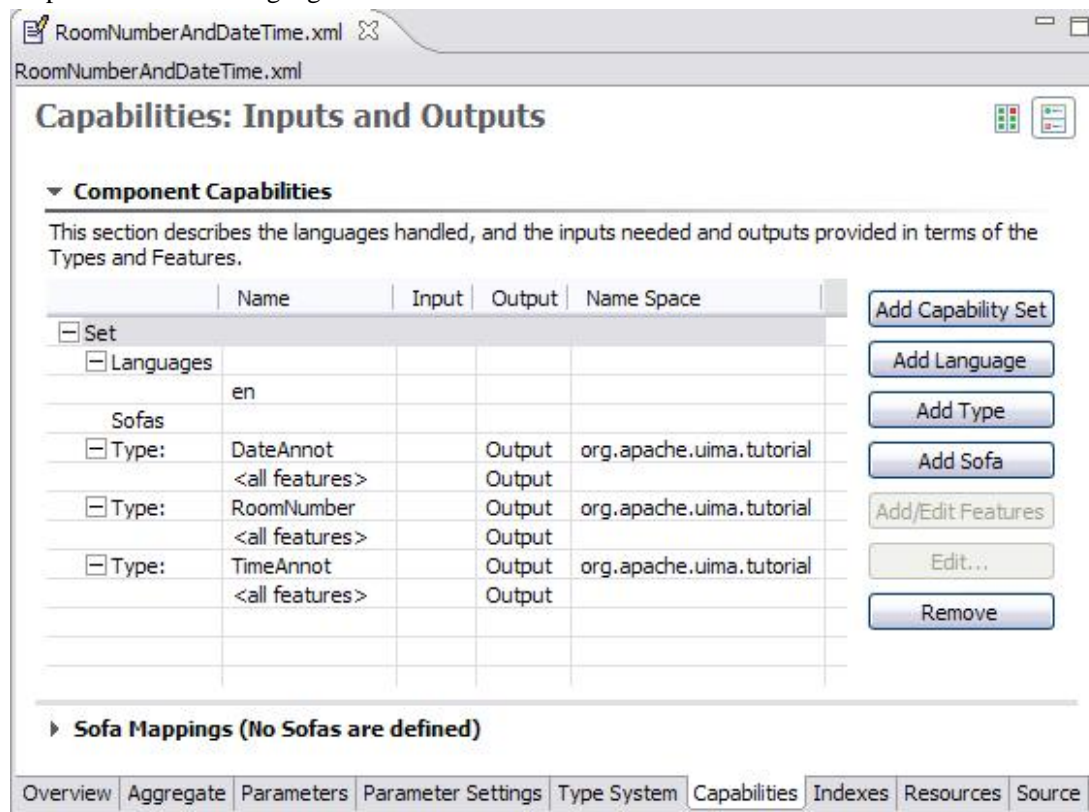 RoomNumberAndDateTime.xml
RoomNumberAndDateTime.xml
Capabilities: Inputs and Outputs
Component Capabilities
This section describes the languages handled, and the inputs needed and outputs provided in terms of the
Types and Features.
Name Input Output Name Space
Add Capability Set
Set
Languages
Add Language
en
Sofas
Add Type
Type: DateAnnot Output org.apache.uima.tutorial
Add Sofa
<all features> Output
Type: RoomNumber Output org.apache.uima.tutorial
Add/Edit Features
<all features> Output
Type: TimeAnnot Output org.apache.uima.tutorial
Edit...
<all features> Output
Remove
Sofa Mappings (No Sofas are defined)
Overview Aggregate Parameters Parameter Settings Type System Capabilities Indexes Resources Source